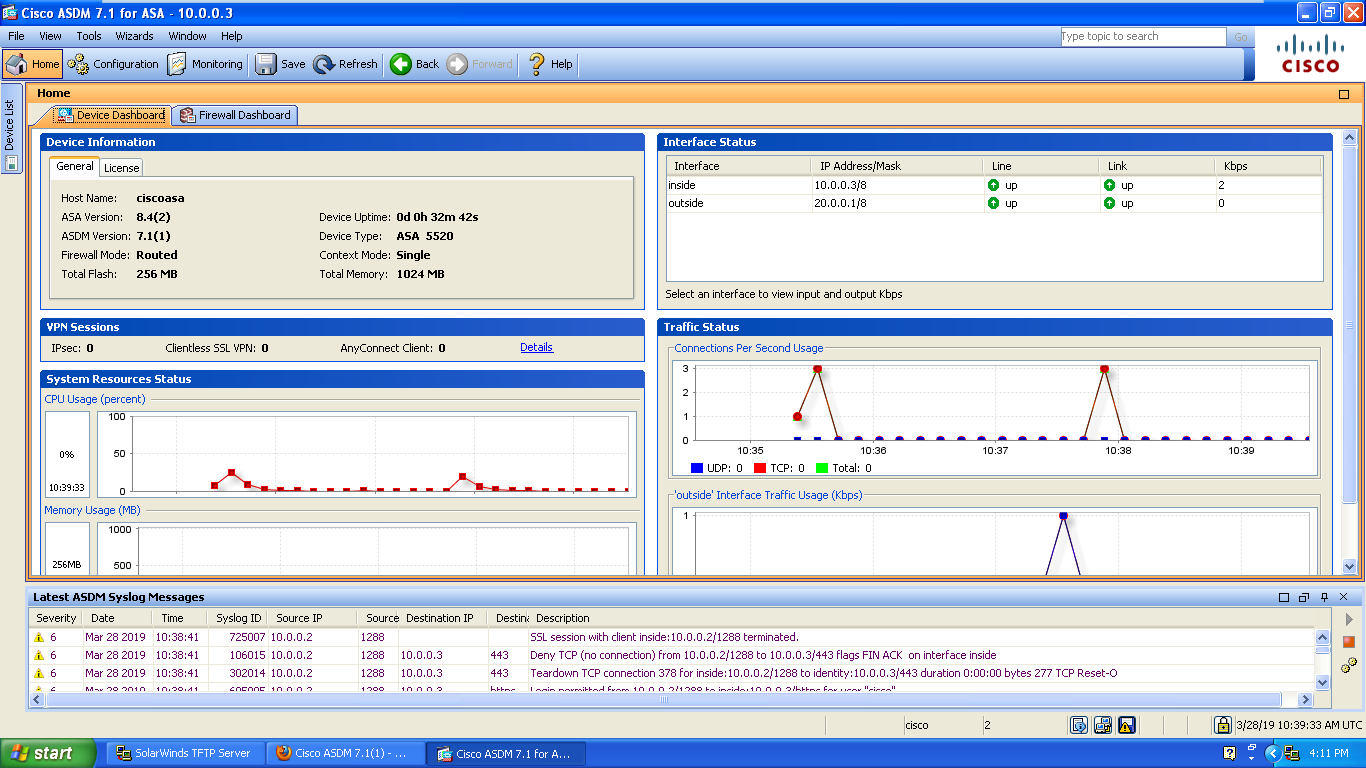 Cisco ASDM 7.1 for ASA - 10.0.0.3
File View Tools Wizards Window Help
Type topic to search
Go
Home Configuration Monitoring Save Refresh Back Forward Help
CISCO
Device List
Home
Device Dashboard Firewall Dashboard
Device Information
General License
Host Name: ciscoasa
ASA Version: 8.4(2) Device Uptime: 0d 0h 32m 42s
ASDM Version: 7.1(1) Device Type: ASA 5520
Firewall Mode: Routed Context Mode: Single
Total Flash: 256 MB Total Memory: 1024 MB
Interface Status
Interface IP Address/Mask Line Link Kbps
inside 10.0.0.3/8 up up 2
outside 20.0.0.1/8 up up 0
Select an interface to view input and output Kbps
VPN Sessions
IPsec: 0 Clientless SSL VPN: 0 AnyConnect Client: 0 Details
System Resources Status
CPU Usage (percent)
100
50
0
0%
10:39:33
Memory Usage (MB)
1000
500
256MB
Traffic Status
Connections Per Second Usage
3
2
1
0
10:35 10:36 10:37 10:38 10:39
UDP: 0 TCP: 0 Total: 0
'outside' Interface Traffic Usage (Kbps)
1
Latest ASDM Syslog Messages
Severity Date Time Syslog ID Source IP Source Destination IP Destin Description
6 Mar 28 2019 10:38:41 725007 10.0.0.2 1288 SSL session with client inside:10.0.0.2/1288 terminated.
6 Mar 28 2019 10:38:41 106015 10.0.0.2 1288 10.0.0.3 443 Deny TCP (no connection) from 10.0.0.2/1288 to 10.0.0.3/443 flags FIN ACK on interface inside
6 Mar 28 2019 10:38:41 302014 10.0.0.2 1288 10.0.0.3 443 Teardown TCP connection 378 for inside:10.0.0.2/1288 to identity:10.0.0.3/443 duration 0:00:00 bytes 277 TCP Reset-O
6 Mar 28 2019 10:38:41 605005 10.0.0.2 1288 10.0.0.3 https Login permitted from 10.0.0.2/1288 to inside:10.0.0.3/https for user "cisco"
cisco 2 3/28/19 10:39:33 AM UTC
start SolarWinds TFTP Server Cisco ASDM 7.1(1) - ... Cisco ASDM 7.1 for A... 4:11 PM